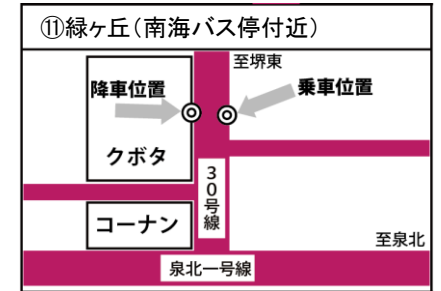 ⑪緑ヶ丘（南海バス停付近）
至堺東
降車位置
乗車位置
クボタ
30号線
コーナン
至泉北
泉北一号線